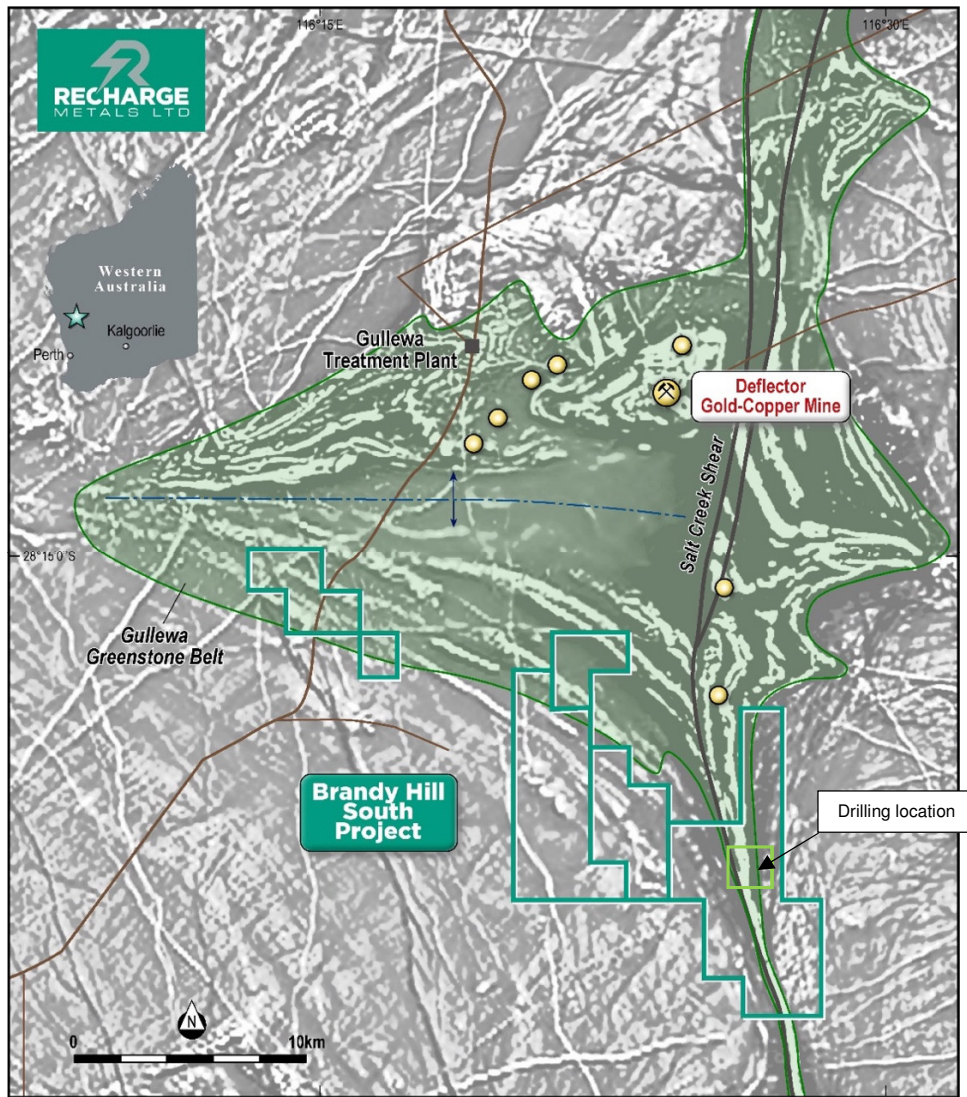 116°15'E
116°30'E
RECHARGE
METALS LTD
Western
Australia
Kalgoorlie
Perth
Gullewa
Treatment Plant
Deflector
Gold-Copper Mine
Salt Creek Shear
28°15'0"S
Gullewa
Greenstone Belt
Brandy Hill
South
Project
Drilling location
N
0
10km